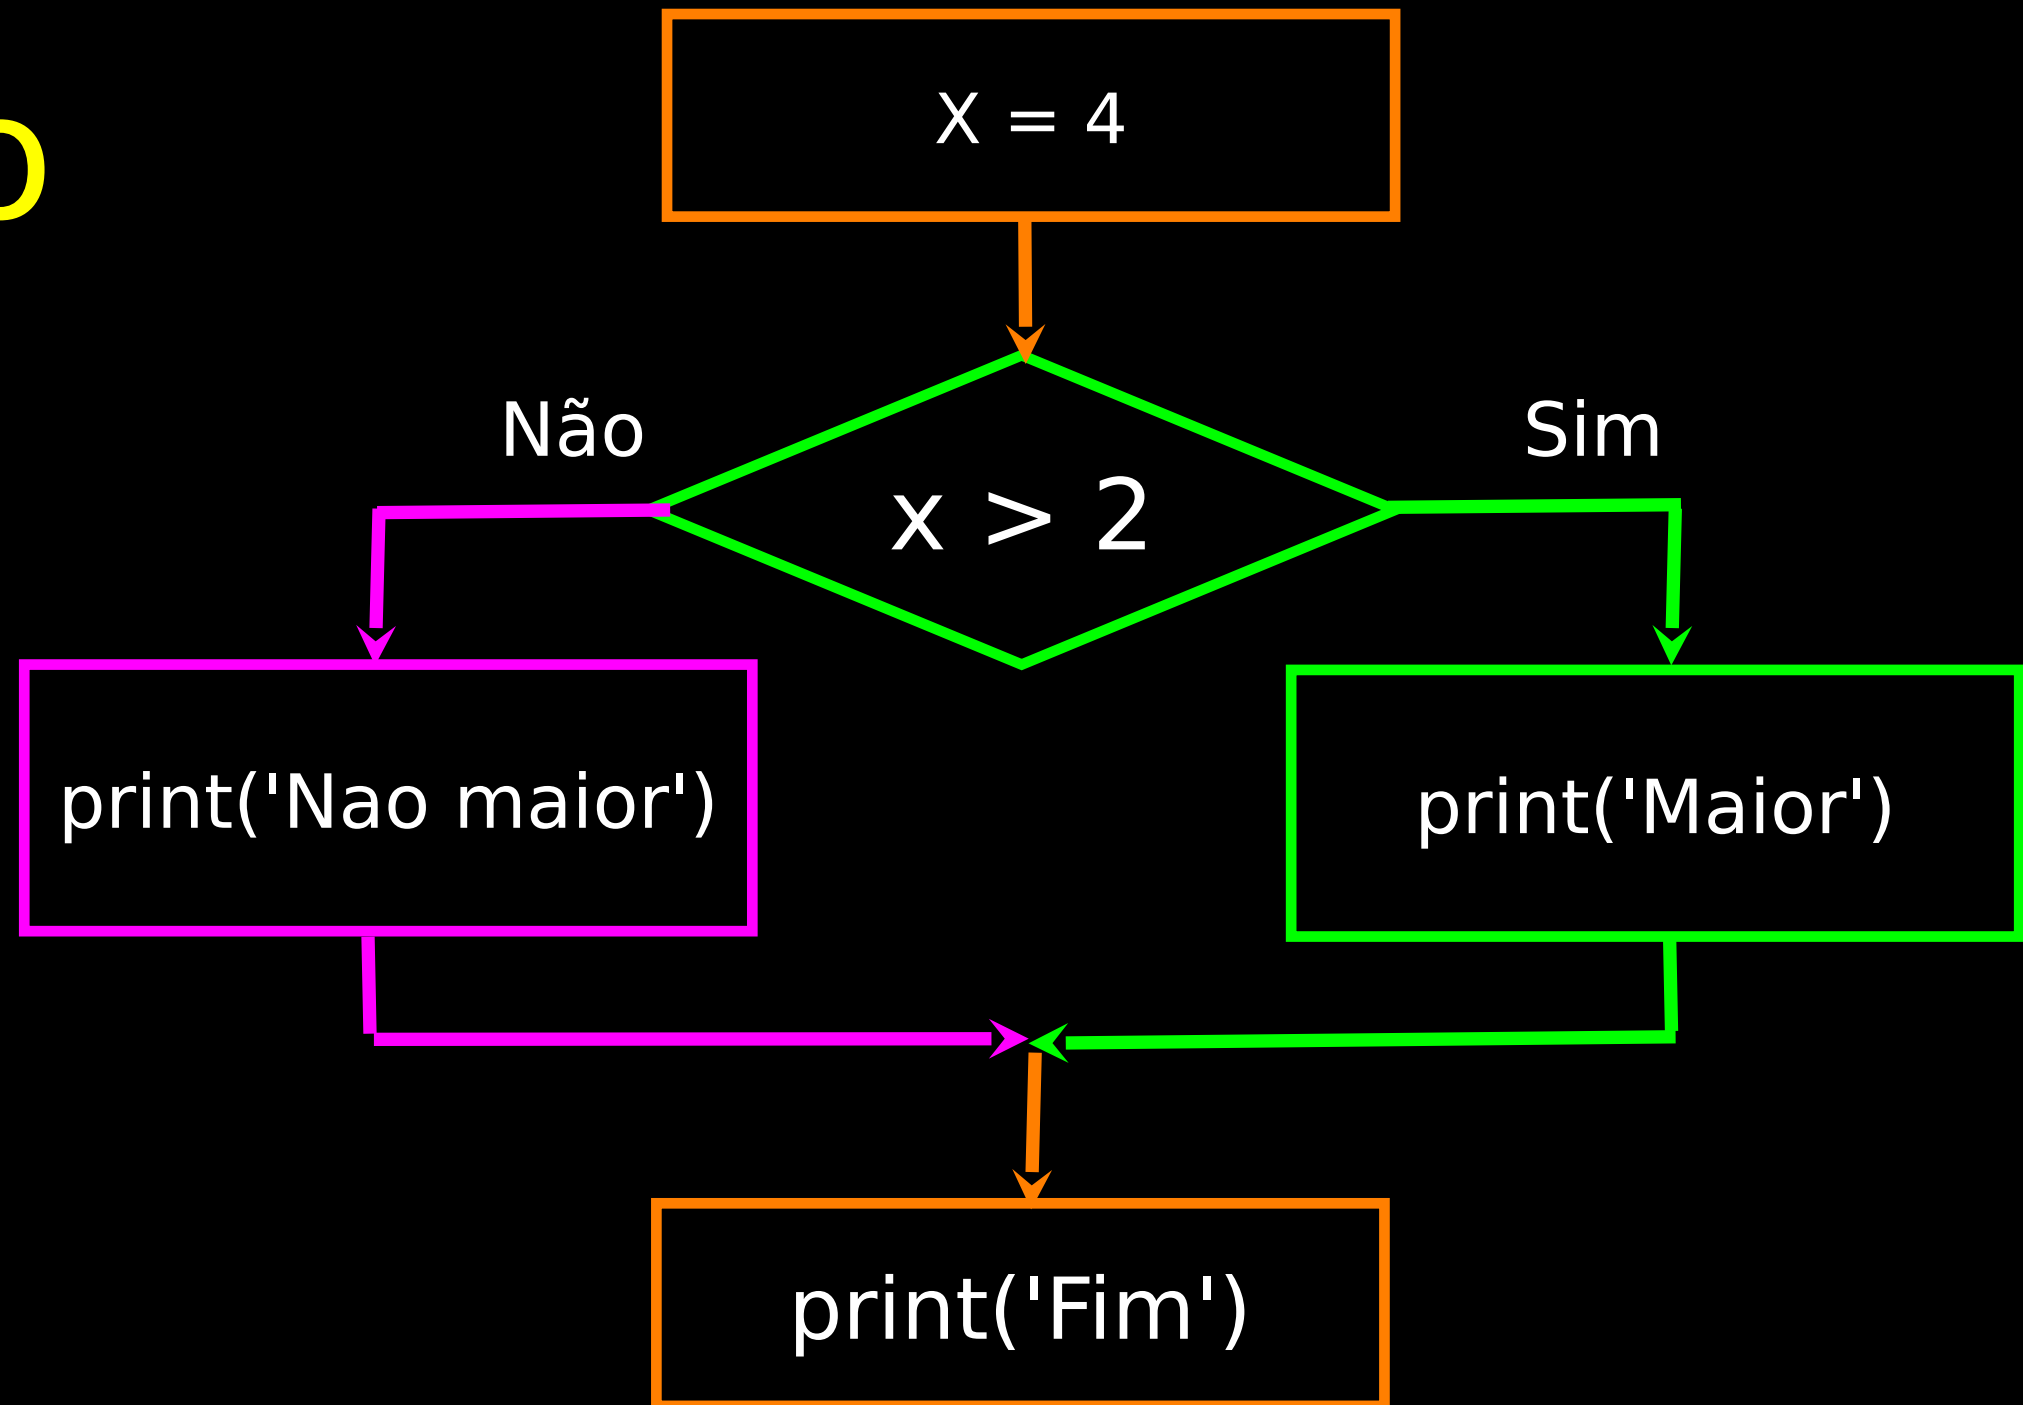 X = 4
Não
Sim
x > 2
print('Nao maior')
print('Maior')
print('Fim')